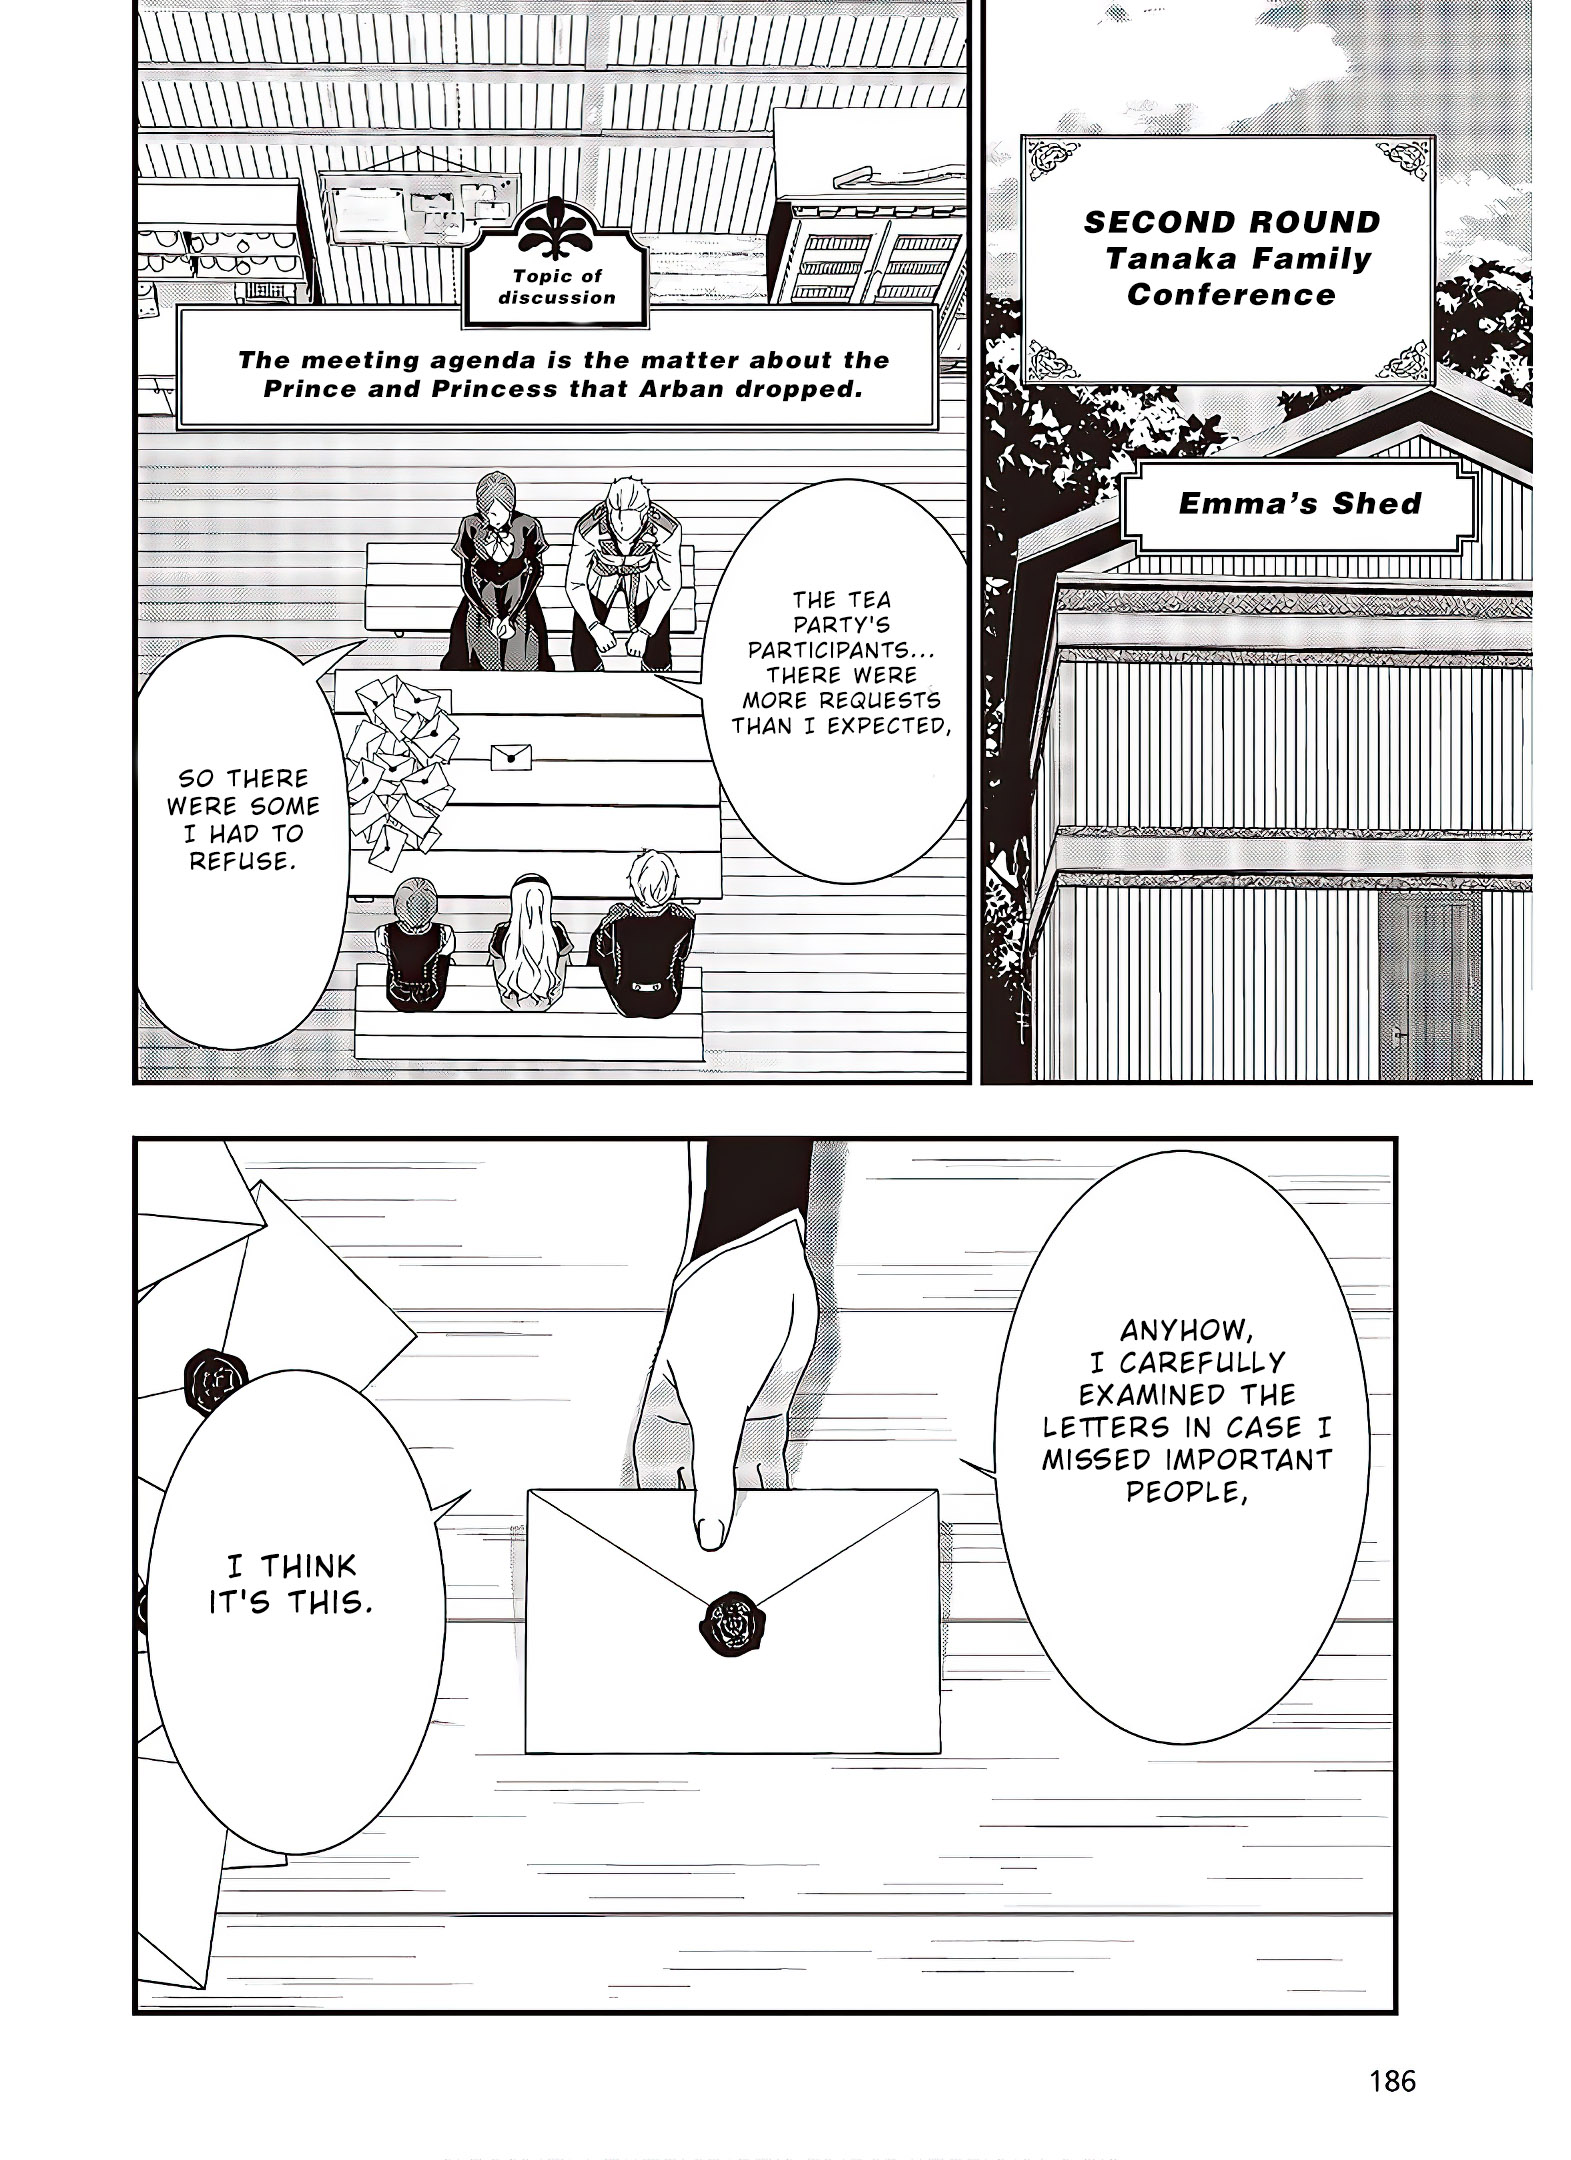 SECOND ROUND
Tanaka Family
Conference
Emma's Shed
Topic of
discussion
The meeting agenda is the matter about the
Prince and Princess that Arban dropped.
THE TEA
PARTY'S
PARTICIPANTS...
THERE WERE
MORE REQUESTS
THAN I EXPECTED,
SO THERE
WERE SOME
I HAD TO
REFUSE.
ANYHOW,
I CAREFULLY
EXAMINED THE
LETTERS IN CASE I
MISSED IMPORTANT
PEOPLE,
I THINK
IT'S THIS.
186